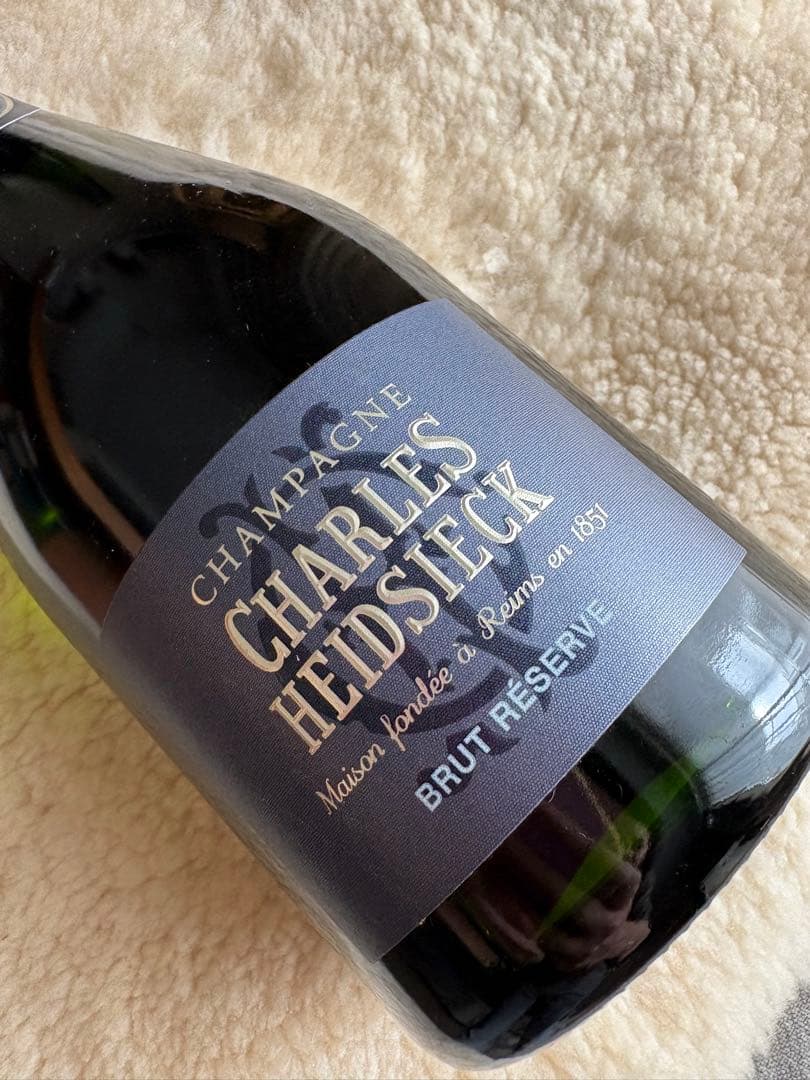 CHAMPAGNE
CHARLES
HEIDSIECK
Maison fondée à Reims en 1851
BRUT RÉSERVE